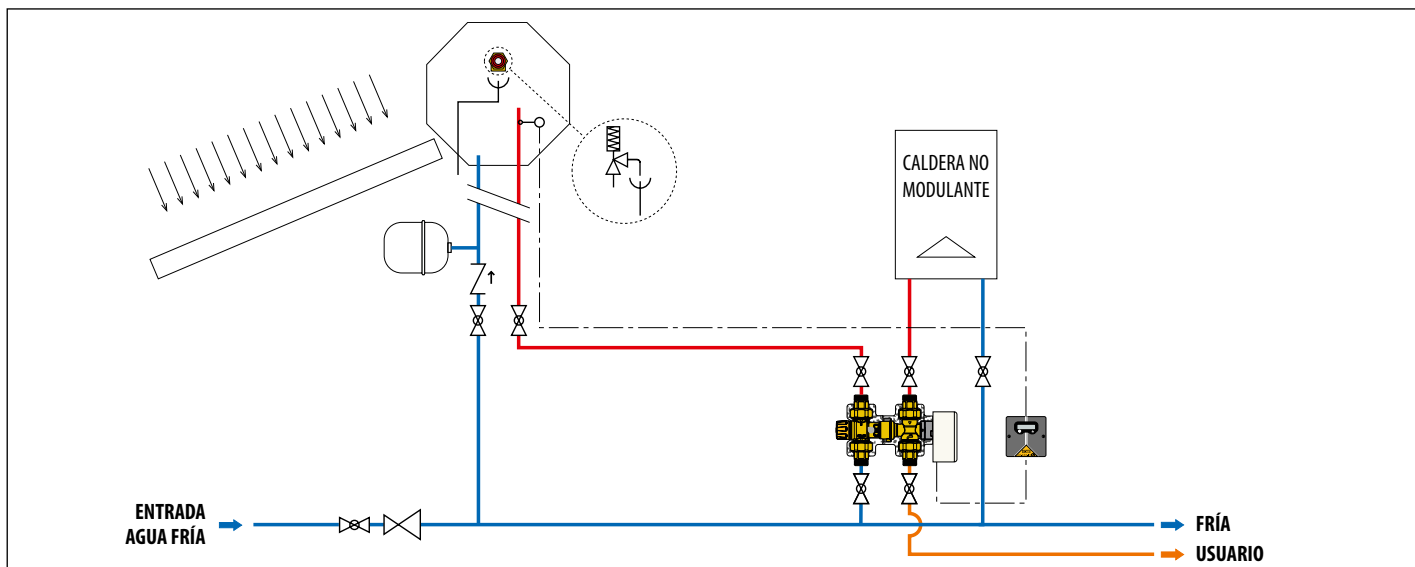 CALDERA NO
MODULANTE
ENTRADA
AGUA FRÍA
FRÍA
USUARIO